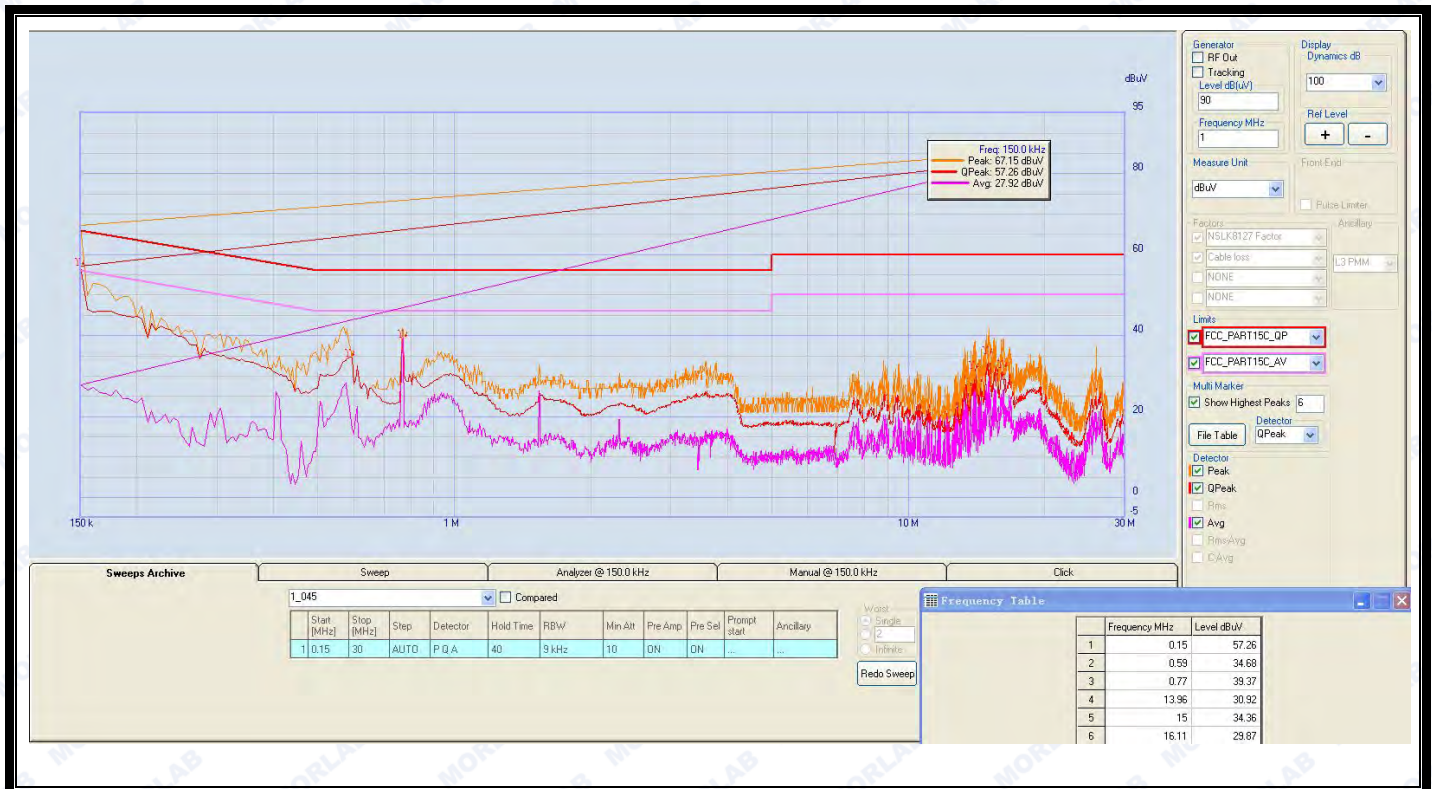 Generator
RF Out
Tracking
Level dB(uV)
90
Frequency MHz
1
Display
Dynamics dB
100
Ref Level
+ -
Measure Unit
dBuV
Front End
Pulse Limiter
Factors
Ancillary
NSLK8127 Factor
Cable loss
L3 PMM
NONE
NONE
Limits
FCC_PART15C_QP
FCC_PART15C_AV
Multi Marker
Show Highest Peaks 6
Detector
File Table QPeak
Detector
Peak
QPeak
Rms
Avg
Rms-Avg
C-Avg
dBuV
95
80
60
40
20
0
-5
150 k 1 M 10 M 30 M
Freq: 150.0 kHz
Peak: 67.15 dBuV
QPeak: 57.26 dBuV
Avg: 27.92 dBuV
Sweeps Archive Sweep Analyzer @ 150.0 kHz Manual @ 150.0 kHz Click
1_045 Compared
Start [MHz] Stop [MHz] Step Detector Hold Time RBW Min Att Pre Amp Pre Sel Prompt start Ancillary
1 0.15 30 AUTO P Q A 40 9 kHz 10 ON ON ... ...
Worst
Single
2
Infinite
Redo Sweep
Frequency Table
Frequency MHz Level dBuV
1 0.15 57.26
2 0.59 34.68
3 0.77 39.37
4 13.96 30.92
5 15 34.36
6 16.11 29.87
MORLAB